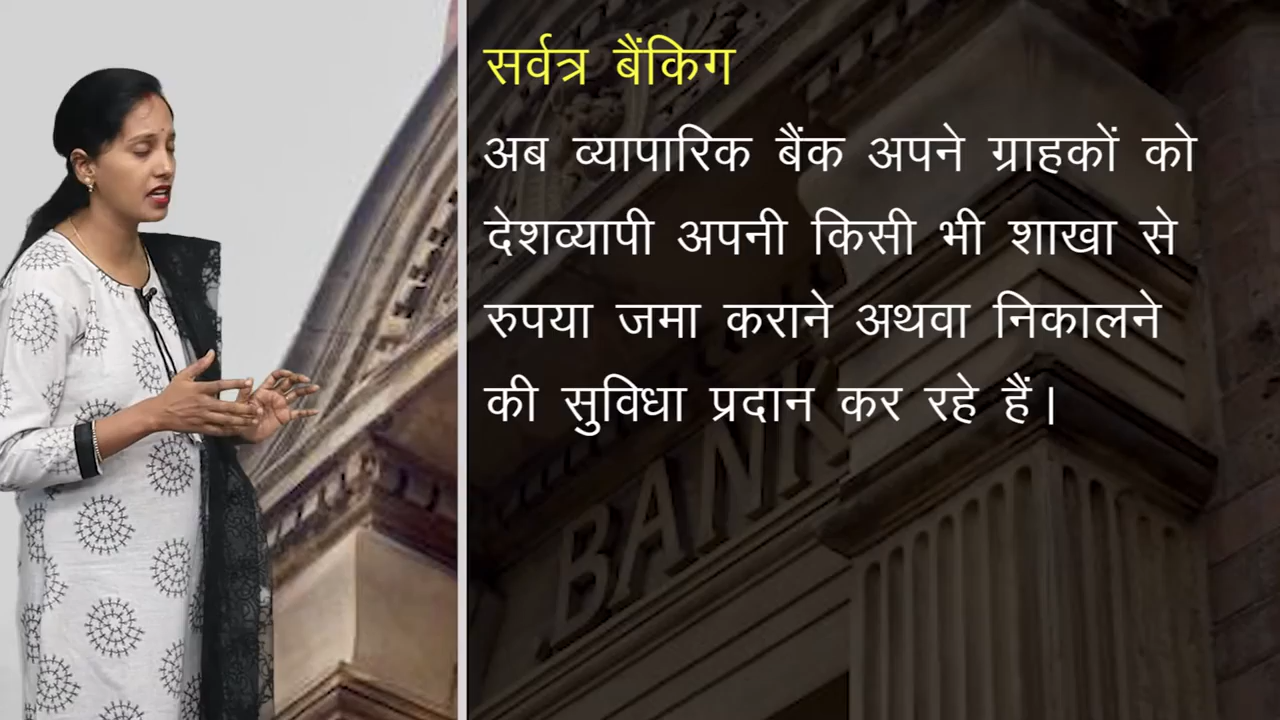 सर्वत्र बैंकिग
अब व्यापारिक बैंक अपने ग्राहकों को
देशव्यापी अपनी किसी भी शाखा से
रुपया जमा कराने अथवा निकालने
की सुविधा प्रदान कर रहे हैं।
BANK